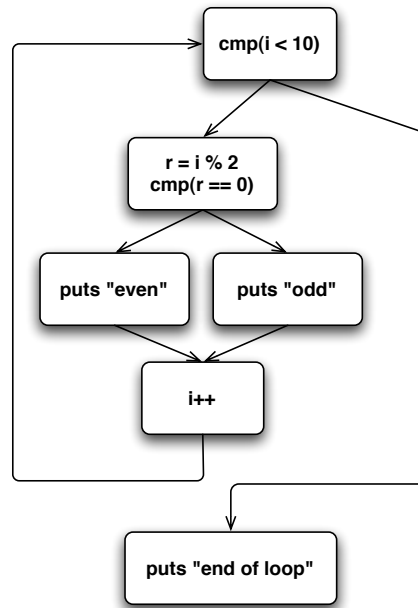 cmp(i < 10)
r = i % 2
cmp(r == 0)
puts "even"
puts "odd"
i++
puts "end of loop"